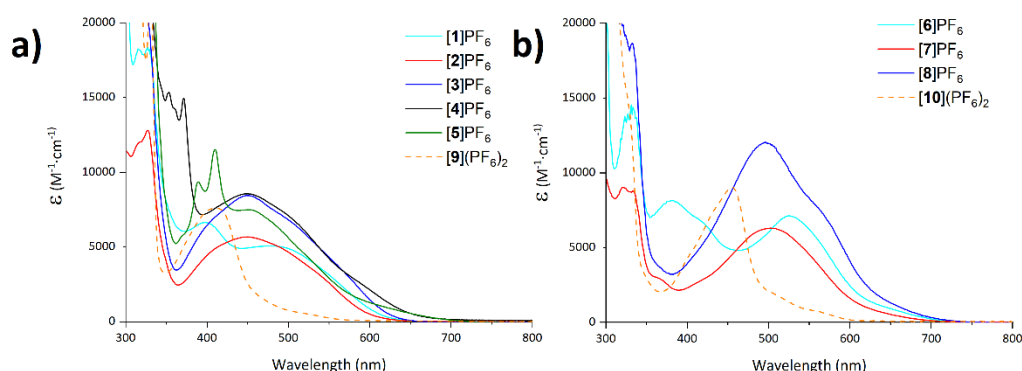 a)
20000
15000
10000
5000
0
ε (M⁻¹·cm⁻¹)
300 400 500 600 700 800
Wavelength (nm)
[1]PF₆
[2]PF₆
[3]PF₆
[4]PF₆
[5]PF₆
[9](PF₆)₂
b)
20000
15000
10000
5000
0
ε (M⁻¹·cm⁻¹)
300 400 500 600 700 800
Wavelength (nm)
[6]PF₆
[7]PF₆
[8]PF₆
[10](PF₆)₂